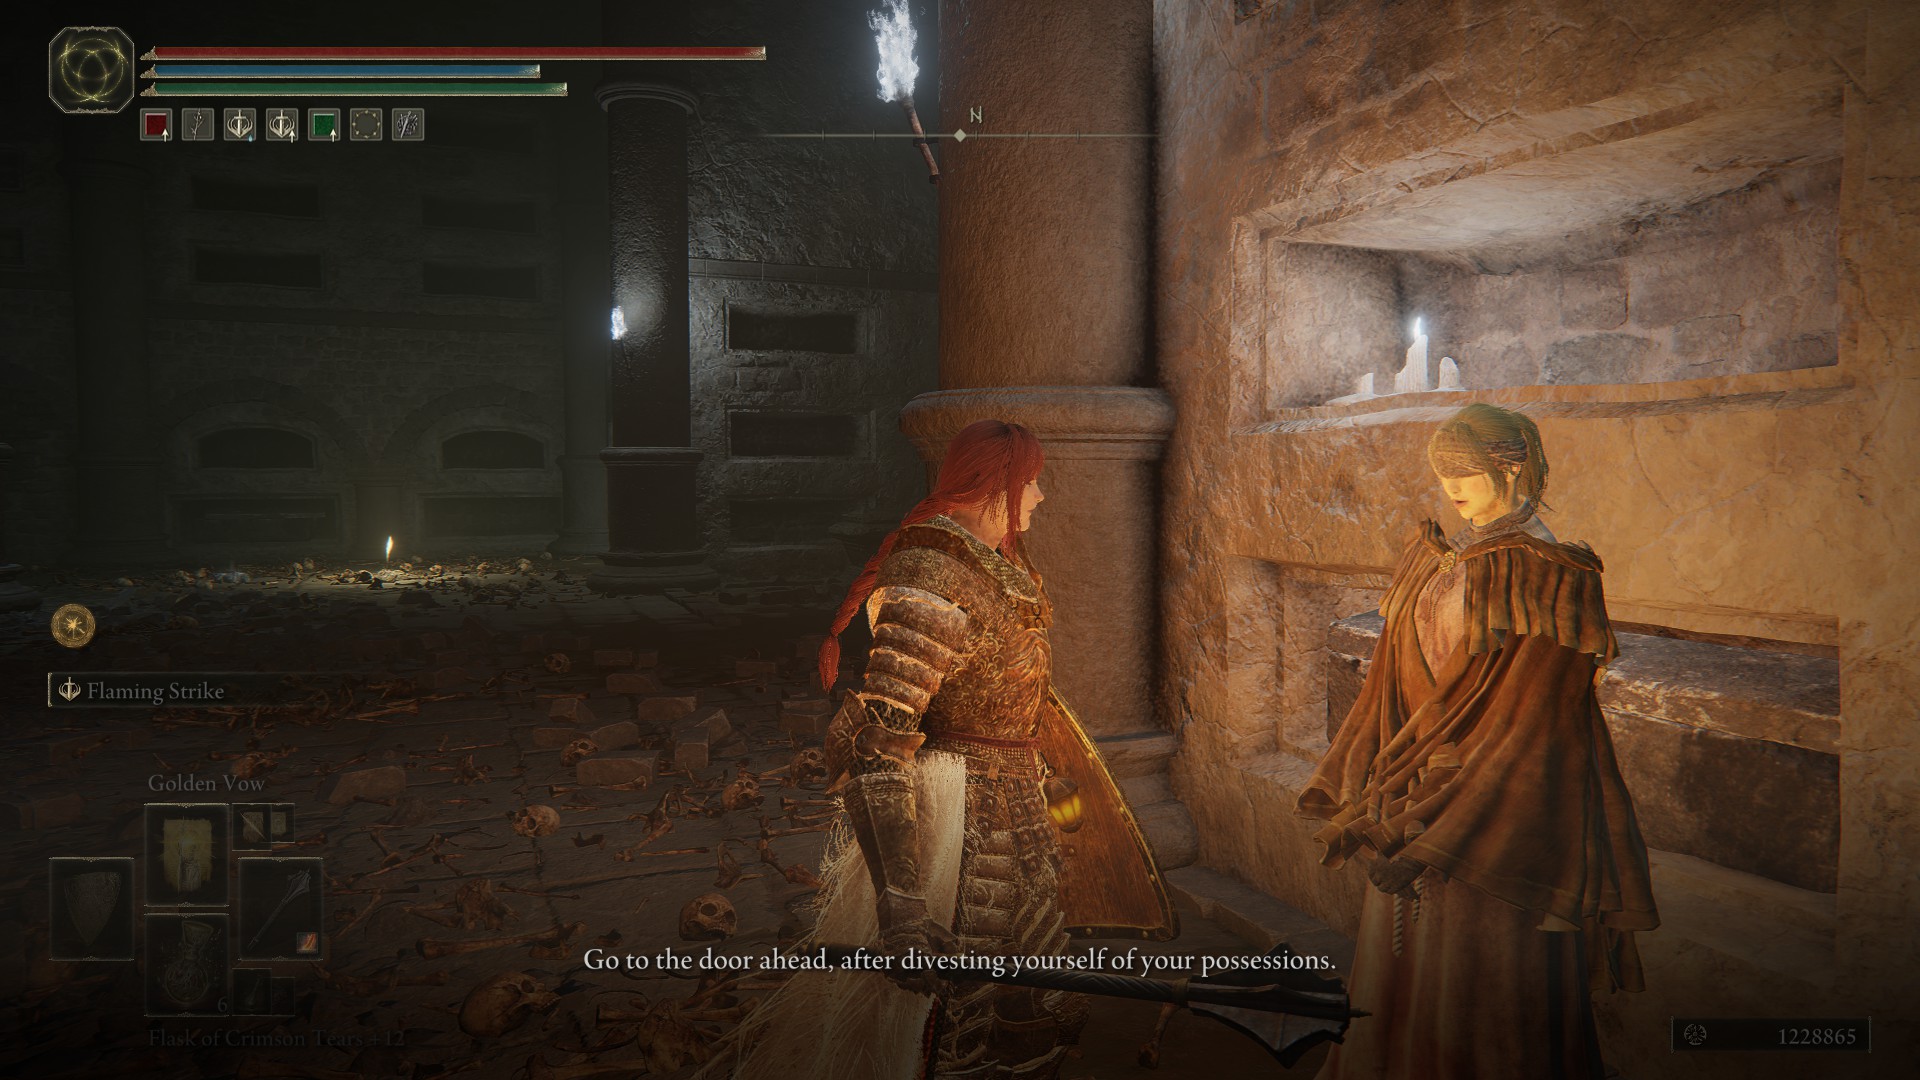 N
Flaming Strike
Golden Vow
6
Flask of Crimson Tears +12
Go to the door ahead, after divesting yourself of your possessions.
1228865